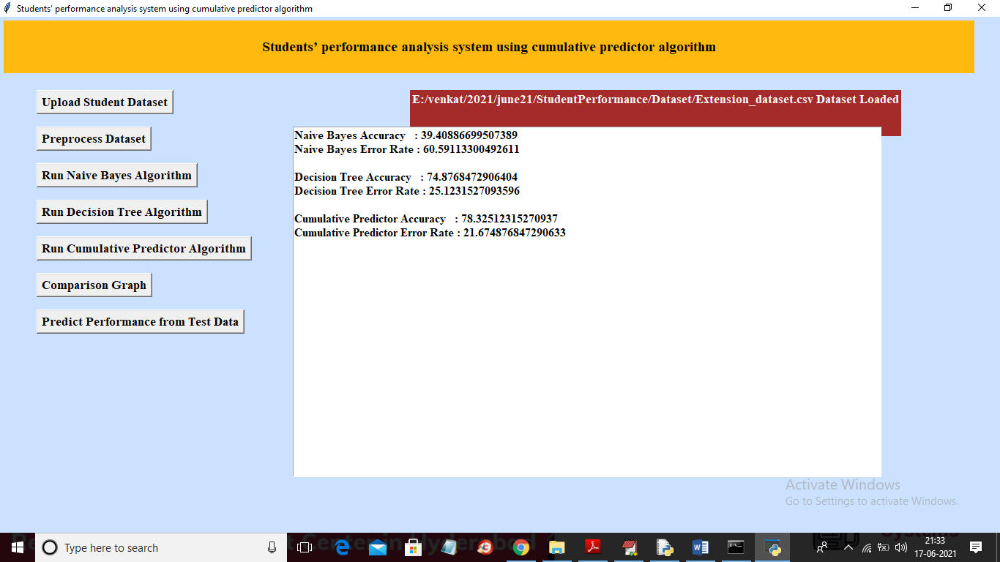 Students’ performance analysis system using cumulative predictor algorithm
Students’ performance analysis system using cumulative predictor algorithm
Upload Student Dataset
E:/venkat/2021/june21/StudentPerformance/Dataset/Extension_dataset.csv Dataset Loaded
Preprocess Dataset
Run Naive Bayes Algorithm
Run Decision Tree Algorithm
Run Cumulative Predictor Algorithm
Comparison Graph
Predict Performance from Test Data
Naive Bayes Accuracy : 39.40886699507389
Naive Bayes Error Rate : 60.59113300492611
Decision Tree Accuracy : 74.8768472906404
Decision Tree Error Rate : 25.1231527093596
Cumulative Predictor Accuracy : 78.32512315270937
Cumulative Predictor Error Rate : 21.674876847290633
Activate Windows
Go to Settings to activate Windows.
Type here to search
t Center in Hyderabad
Systems
21:33
17-06-2021